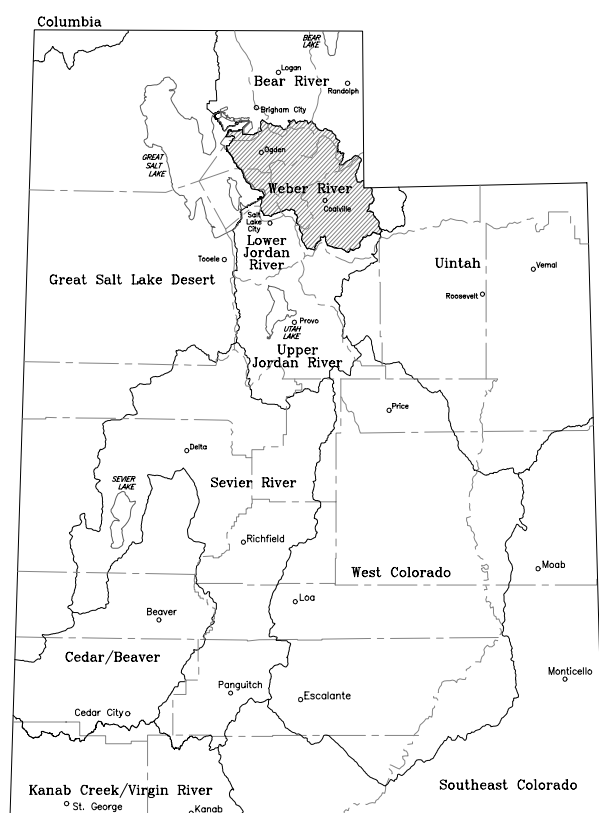 Columbia
BEAR
LAKE
Logan
Bear River
Randolph
Brigham City
Ogden
GREAT
SALT
LAKE
Weber River
Coalville
Salt
Lake
City
Lower
Jordan
River
Tooele
Great Salt Lake Desert
Uintah
Vernal
Roosevelt
Provo
UTAH
LAKE
Upper
Jordan River
Price
Delta
SEVIER
LAKE
Sevier River
Richfield
West Colorado
Moab
Loa
Beaver
Cedar/Beaver
Monticello
Panguitch
Escalante
Cedar City
Kanab Creek/Virgin River
Southeast Colorado
St. George
Kanab